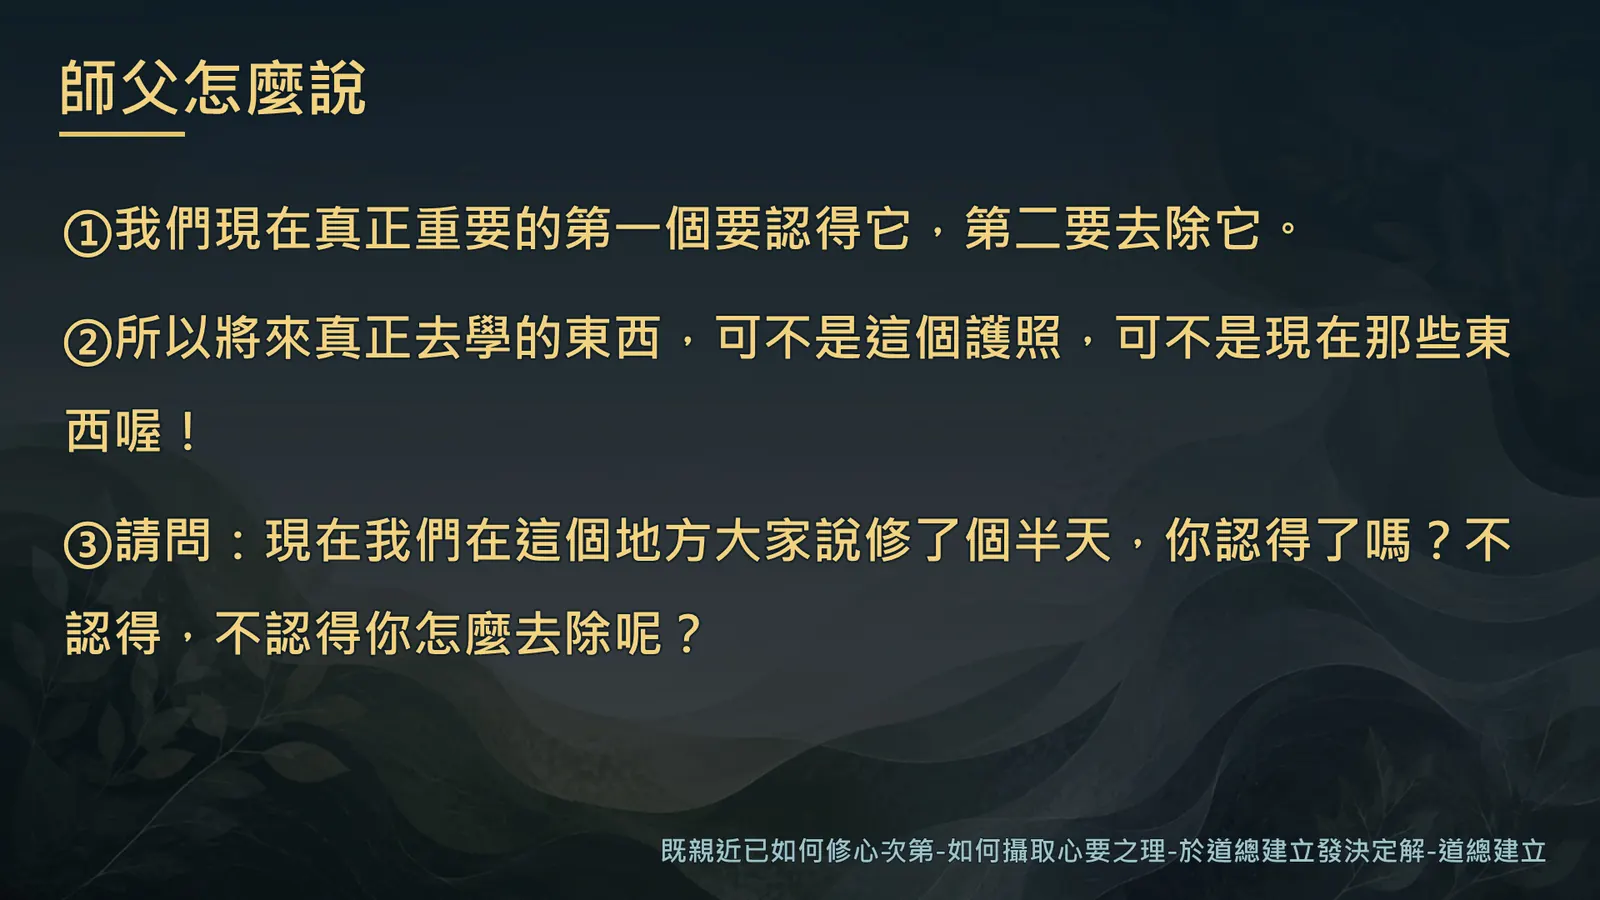 師父怎麼說
①我們現在真正重要的第一個要認得它，第二要去除它。
②所以將來真正去學的東西，可不是這個護照，可不是現在那些東
西喔！
③請問：現在我們在這個地方大家說修了個半天，你認得了嗎？不
認得，不認得你怎麼去除呢？
既親近已如何修心次第-如何攝取心要之理-於道總建立發決定解-道總建立